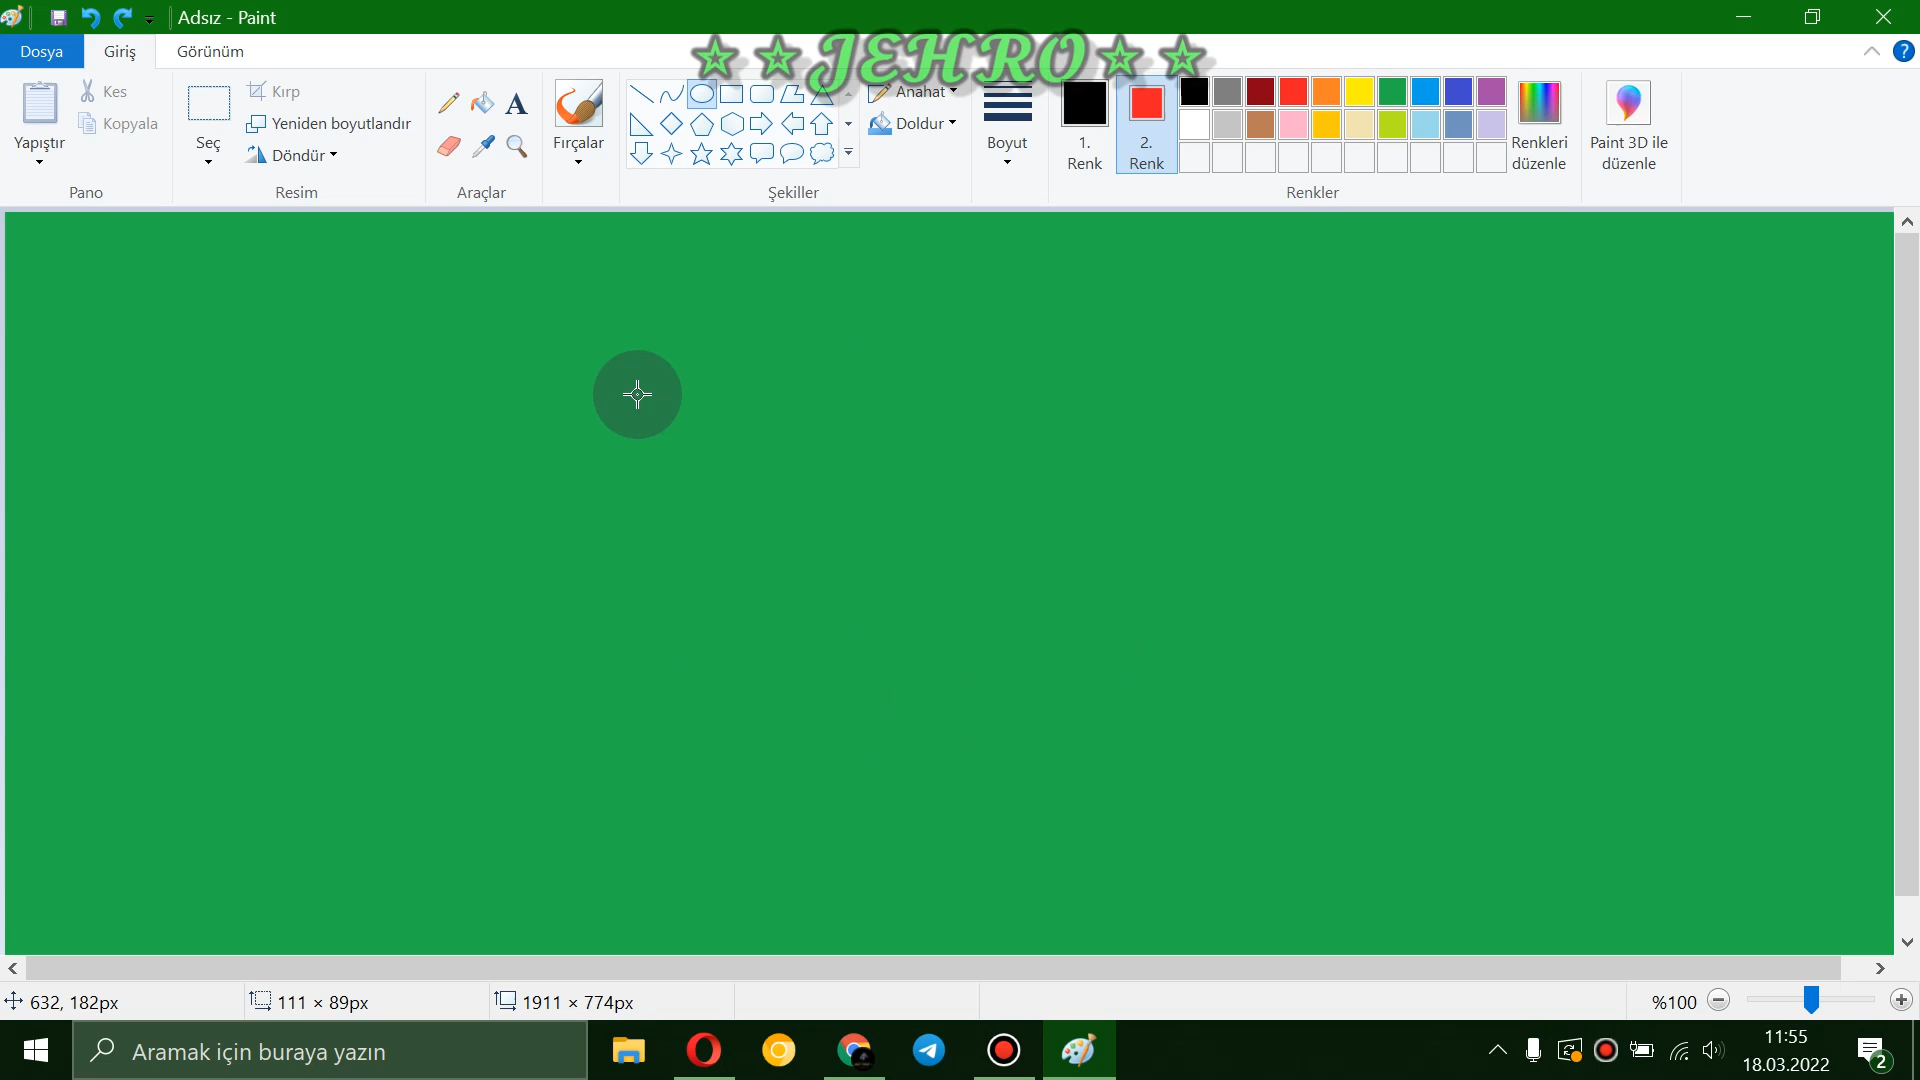 Adsız - Paint
Dosya
Giriş
Görünüm
☆ ☆ JEHRO ☆ ☆
Yapıştır
Kes
Kopyala
Pano
Seç
Kırp
Yeniden boyutlandır
Döndür
Resim
A
Araçlar
Fırçalar
Şekiller
Anahat
Doldur
Boyut
1.
Renk
2.
Renk
Renkler
Renkleri
düzenle
Paint 3D ile
düzenle
632, 182px
111 × 89px
1911 × 774px
%100
Aramak için buraya yazın
11:55
18.03.2022
2